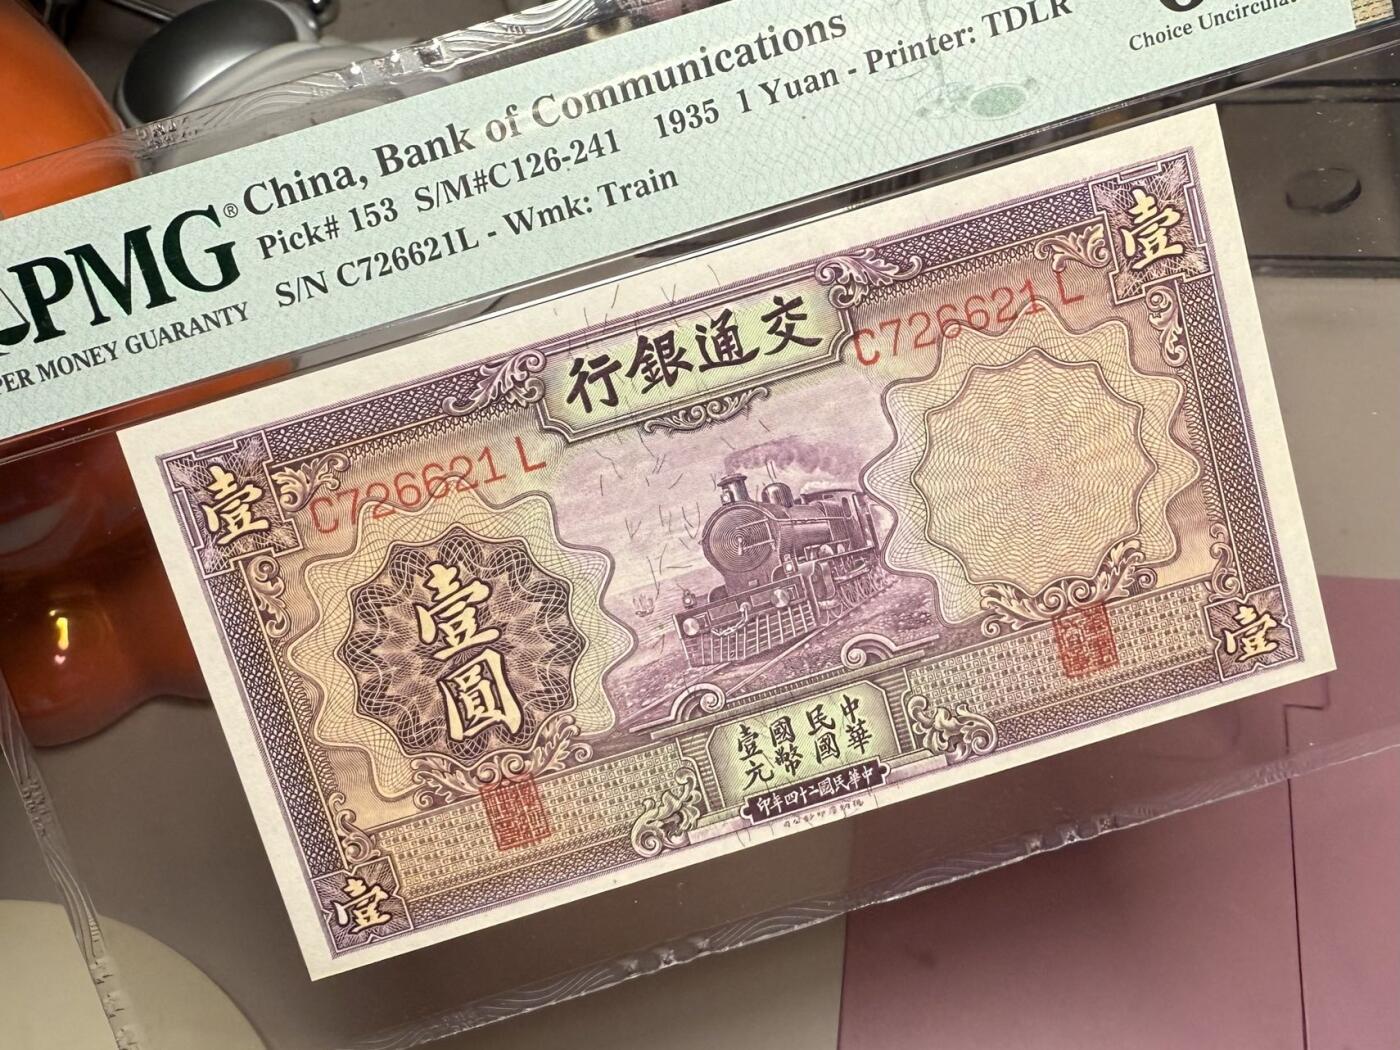 China, Bank of Communications
Pick# 153 S/M#C126-241 1935 1 Yuan - Printer: TDLR
S/N C726621L - Wmk: Train
Choice Uncirculat
PMG®
PER MONEY GUARANTY
交通銀行
C726621 L
C726621 L
壹
壹
壹圓
中華民國國幣壹元
中華民國二十四年印
壹
壹